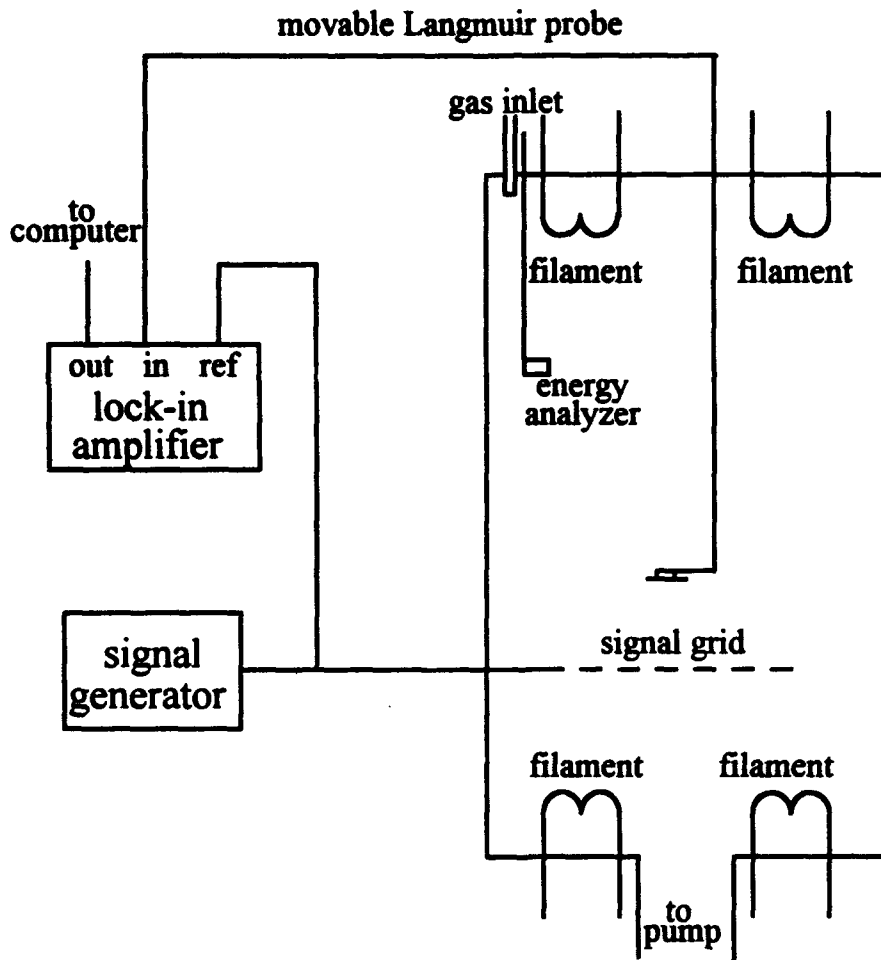 movable Langmuir probe
gas inlet
to
computer
filament
filament
out in ref
lock-in
amplifier
energy
analyzer
signal
generator
signal grid
filament
filament
to
pump